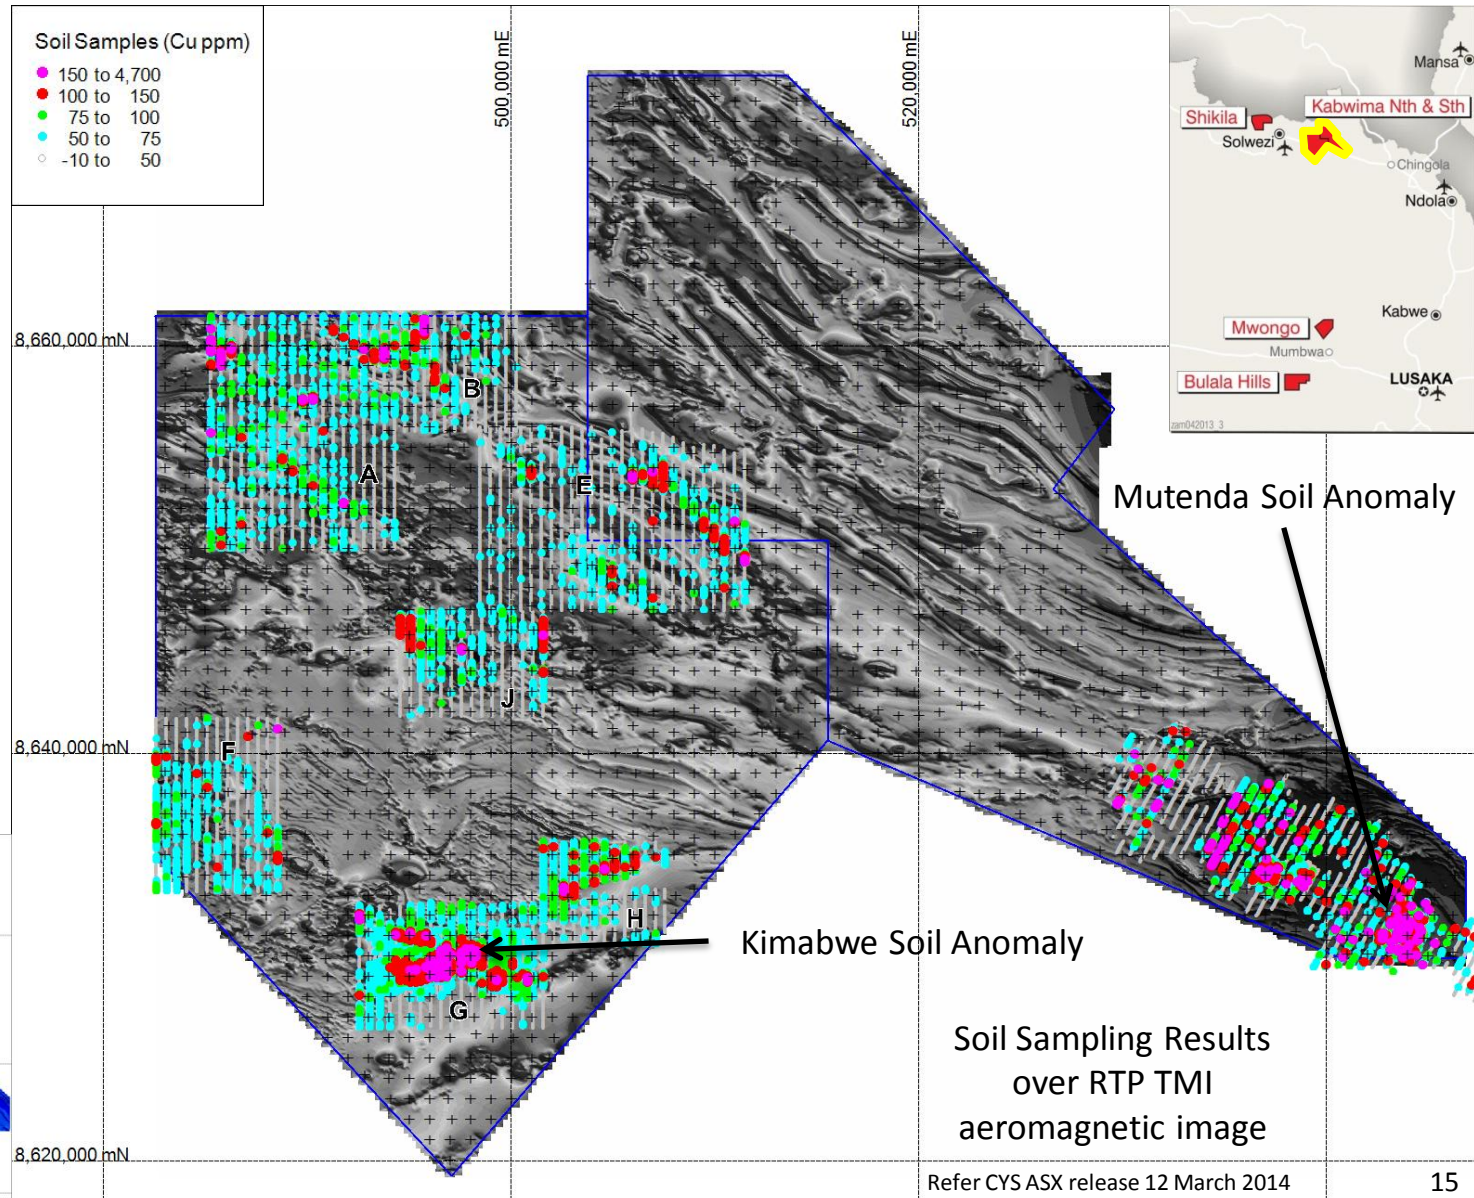 Soil Samples (Cu ppm)
150 to 4,700
100 to 150
75 to 100
50 to 75
-10 to 50
500,000 mE
520,000 mE
Mansa
Kabwima Nth & Sth
Shikila
Solwezi
Chingola
Ndola
Kabwe
Mwongo
Mumbwa
Bulala Hills
LUSAKA
zam042013_3
8,660,000 mN
B
A
E
Mutenda Soil Anomaly
J
F
8,640,000 mN
H
Kimabwe Soil Anomaly
G
Soil Sampling Results
over RTP TMI
aeromagnetic image
8,620,000 mN
Refer CYS ASX release 12 March 2014
15